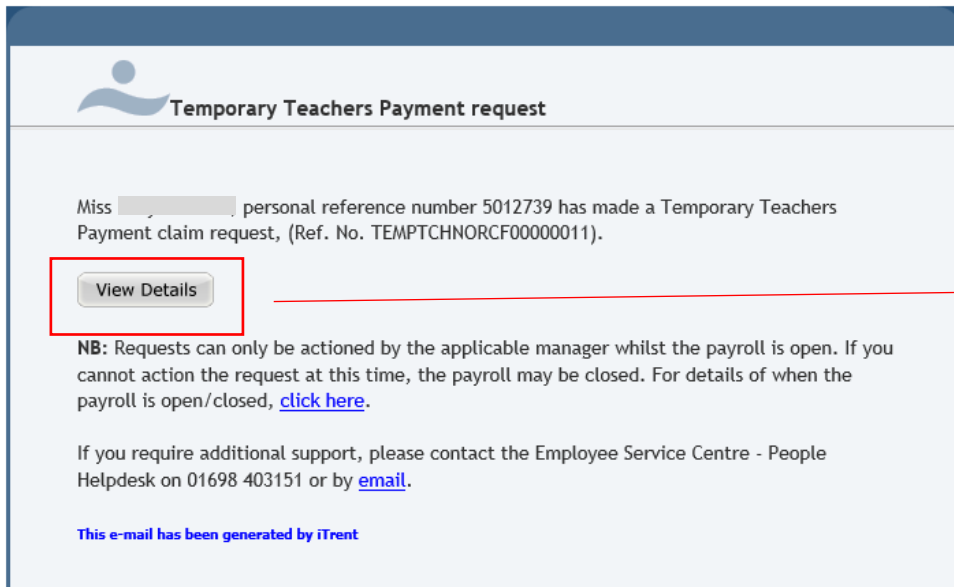 Temporary Teachers Payment request
Miss , personal reference number 5012739 has made a Temporary Teachers
Payment claim request, (Ref. No. TEMPTCHNORCF00000011).
View Details
NB: Requests can only be actioned by the applicable manager whilst the payroll is open. If you
cannot action the request at this time, the payroll may be closed. For details of when the
payroll is open/closed, click here.
If you require additional support, please contact the Employee Service Centre - People
Helpdesk on 01698 403151 or by email.
This e-mail has been generated by iTrent